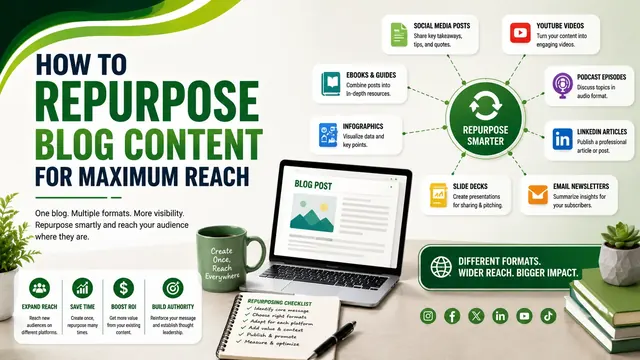 HOW TO
REPURPOSE
BLOG CONTENT
FOR MAXIMUM REACH
One blog. Multiple formats. More visibility.
Repurpose smartly and reach your audience
where they are.
EXPAND REACH
Reach new
audiences on
different platforms.
SAVE TIME
Create once,
repurpose
many times.
BOOST ROI
Get more value
from your existing
content.
BUILD AUTHORITY
Reinforce your message
and establish thought
leadership.
Create
Once,
Reach
Everywhere
BLOG POST
REPURPOSING CHECKLIST
✓ Identify core message
✓ Choose right formats
✓ Adapt for each platform
✓ Add value & context
✓ Publish & promote
✓ Measure & optimize
SOCIAL MEDIA POSTS
Share key takeaways,
tips, and quotes.
YOUTUBE VIDEOS
Turn your content into
engaging videos.
EBOOKS & GUIDES
Combine posts into
in-depth resources.
PODCAST EPISODES
Discuss topics in
audio format.
INFOGRAPHICS
Visualize data and
key points.
REPURPOSE
SMARTER
LINKEDIN ARTICLES
Publish a professional
article or post.
SLIDE DECKS
Create presentations
for sharing & pitching.
EMAIL NEWSLETTERS
Summarize insights for
your subscribers.
DIFFERENT FORMATS.
WIDER REACH. BIGGER IMPACT.